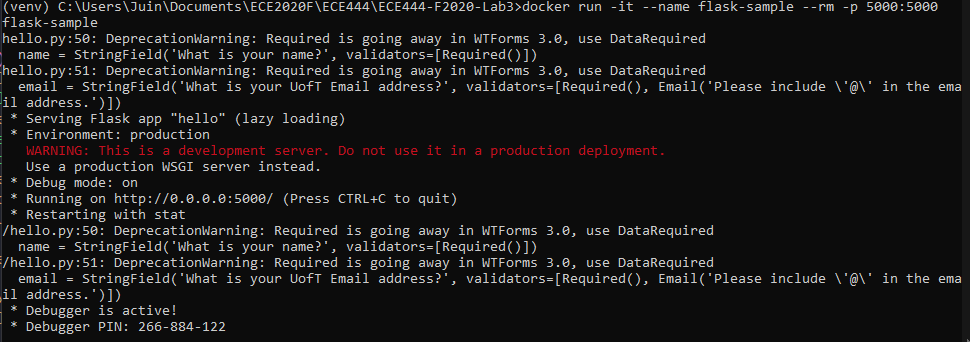 (venv) C:\Users\Juin\Documents\ECE2020F\ECE444\ECE444-F2020-Lab3>docker run -it --name flask-sample --rm -p 5000:5000
flask-sample
hello.py:50: DeprecationWarning: Required is going away in WTForms 3.0, use DataRequired
  name = StringField('What is your name?', validators=[Required()])
hello.py:51: DeprecationWarning: Required is going away in WTForms 3.0, use DataRequired
  email = StringField('What is your UofT Email address?', validators=[Required(), Email('Please include \'@\' in the ema
il address.')])
 * Serving Flask app "hello" (lazy loading)
 * Environment: production
   WARNING: This is a development server. Do not use it in a production deployment.
   Use a production WSGI server instead.
 * Debug mode: on
 * Running on http://0.0.0.0:5000/ (Press CTRL+C to quit)
 * Restarting with stat
/hello.py:50: DeprecationWarning: Required is going away in WTForms 3.0, use DataRequired
  name = StringField('What is your name?', validators=[Required()])
/hello.py:51: DeprecationWarning: Required is going away in WTForms 3.0, use DataRequired
  email = StringField('What is your UofT Email address?', validators=[Required(), Email('Please include \'@\' in the ema
il address.')])
 * Debugger is active!
 * Debugger PIN: 266-884-122